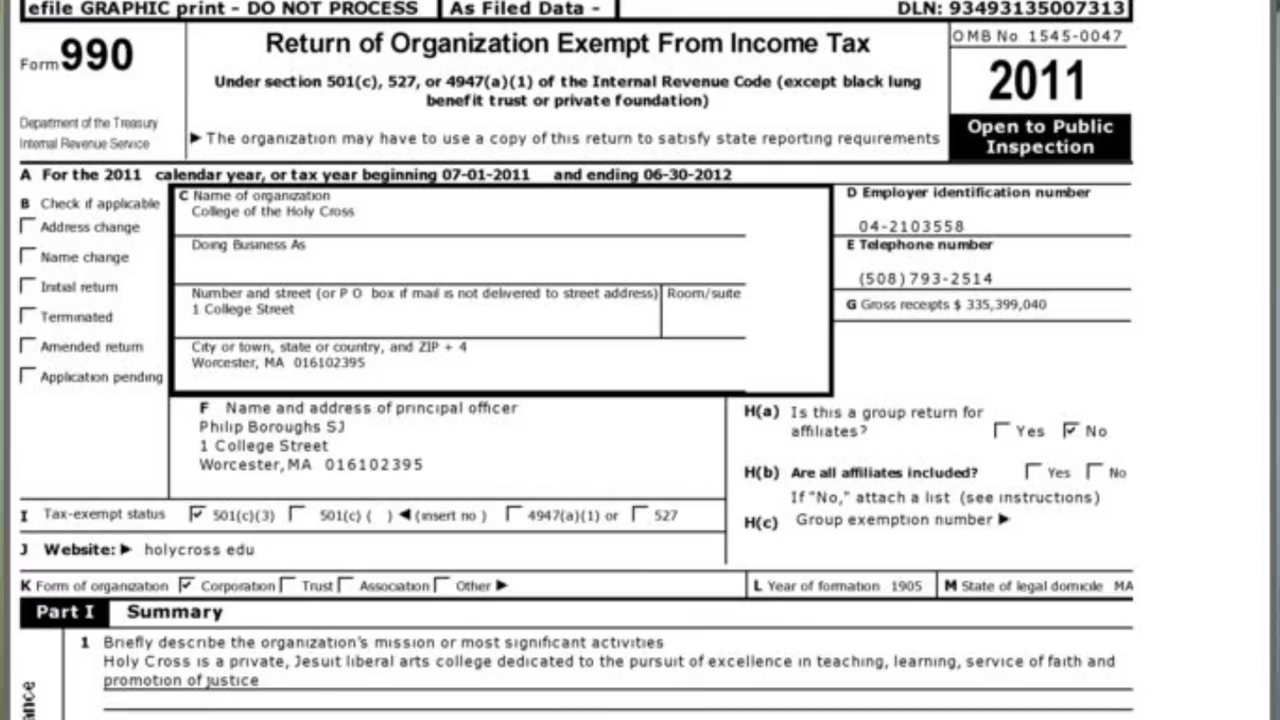 efile GRAPHIC print - DO NOT PROCESS As Filed Data - DLN: 93493135007313
Form 990
Return of Organization Exempt From Income Tax
OMB No 1545-0047
Under section 501(c), 527, or 4947(a)(1) of the Internal Revenue Code (except black lung
benefit trust or private foundation)
2011
Department of the Treasury
Internal Revenue Service
▶ The organization may have to use a copy of this return to satisfy state reporting requirements
Open to Public
Inspection
A For the 2011 calendar year, or tax year beginning 07-01-2011 and ending 06-30-2012
B Check if applicable
Address change
Name change
Initial return
Terminated
Amended return
Application pending
C Name of organization
College of the Holy Cross
Doing Business As
Number and street (or P O box if mail is not delivered to street address) Room/suite
1 College Street
City or town, state or country, and ZIP + 4
Worcester, MA 016102395
D Employer identification number
04-2103558
E Telephone number
(508) 793-2514
G Gross receipts $ 335,399,040
F Name and address of principal officer
Philip Boroughs SJ
1 College Street
Worcester, MA 016102395
H(a) Is this a group return for
affiliates? Yes No
H(b) Are all affiliates included? Yes No
If "No," attach a list (see instructions)
H(c) Group exemption number ▶
I Tax-exempt status 501(c)(3) 501(c) ( ) ◀ (insert no ) 4947(a)(1) or 527
J Website: ▶ holycross edu
K Form of organization Corporation Trust Association Other ▶
L Year of formation 1905
M State of legal domicile MA
Part I Summary
1 Briefly describe the organization's mission or most significant activities
Holy Cross is a private, Jesuit liberal arts college dedicated to the pursuit of excellence in teaching, learning, service of faith and
promotion of justice